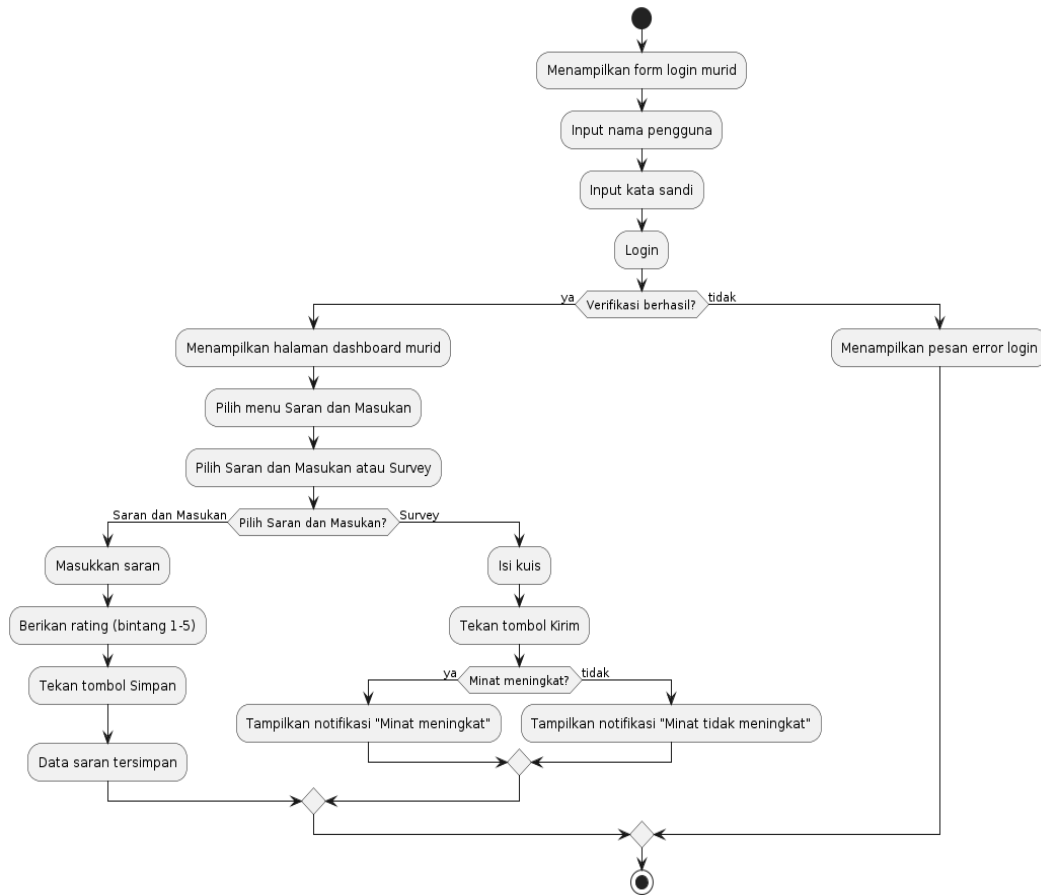 Menampilkan form login murid
Input nama pengguna
Input kata sandi
Login
ya
Verifikasi berhasil?
tidak
Menampilkan halaman dashboard murid
Menampilkan pesan error login
Pilih menu Saran dan Masukan
Pilih Saran dan Masukan atau Survey
Saran dan Masukan
Pilih Saran dan Masukan?
Survey
Masukkan saran
Isi kuis
Berikan rating (bintang 1-5)
Tekan tombol Kirim
Tekan tombol Simpan
ya
Minat meningkat?
tidak
Tampilkan notifikasi "Minat meningkat"
Tampilkan notifikasi "Minat tidak meningkat"
Data saran tersimpan